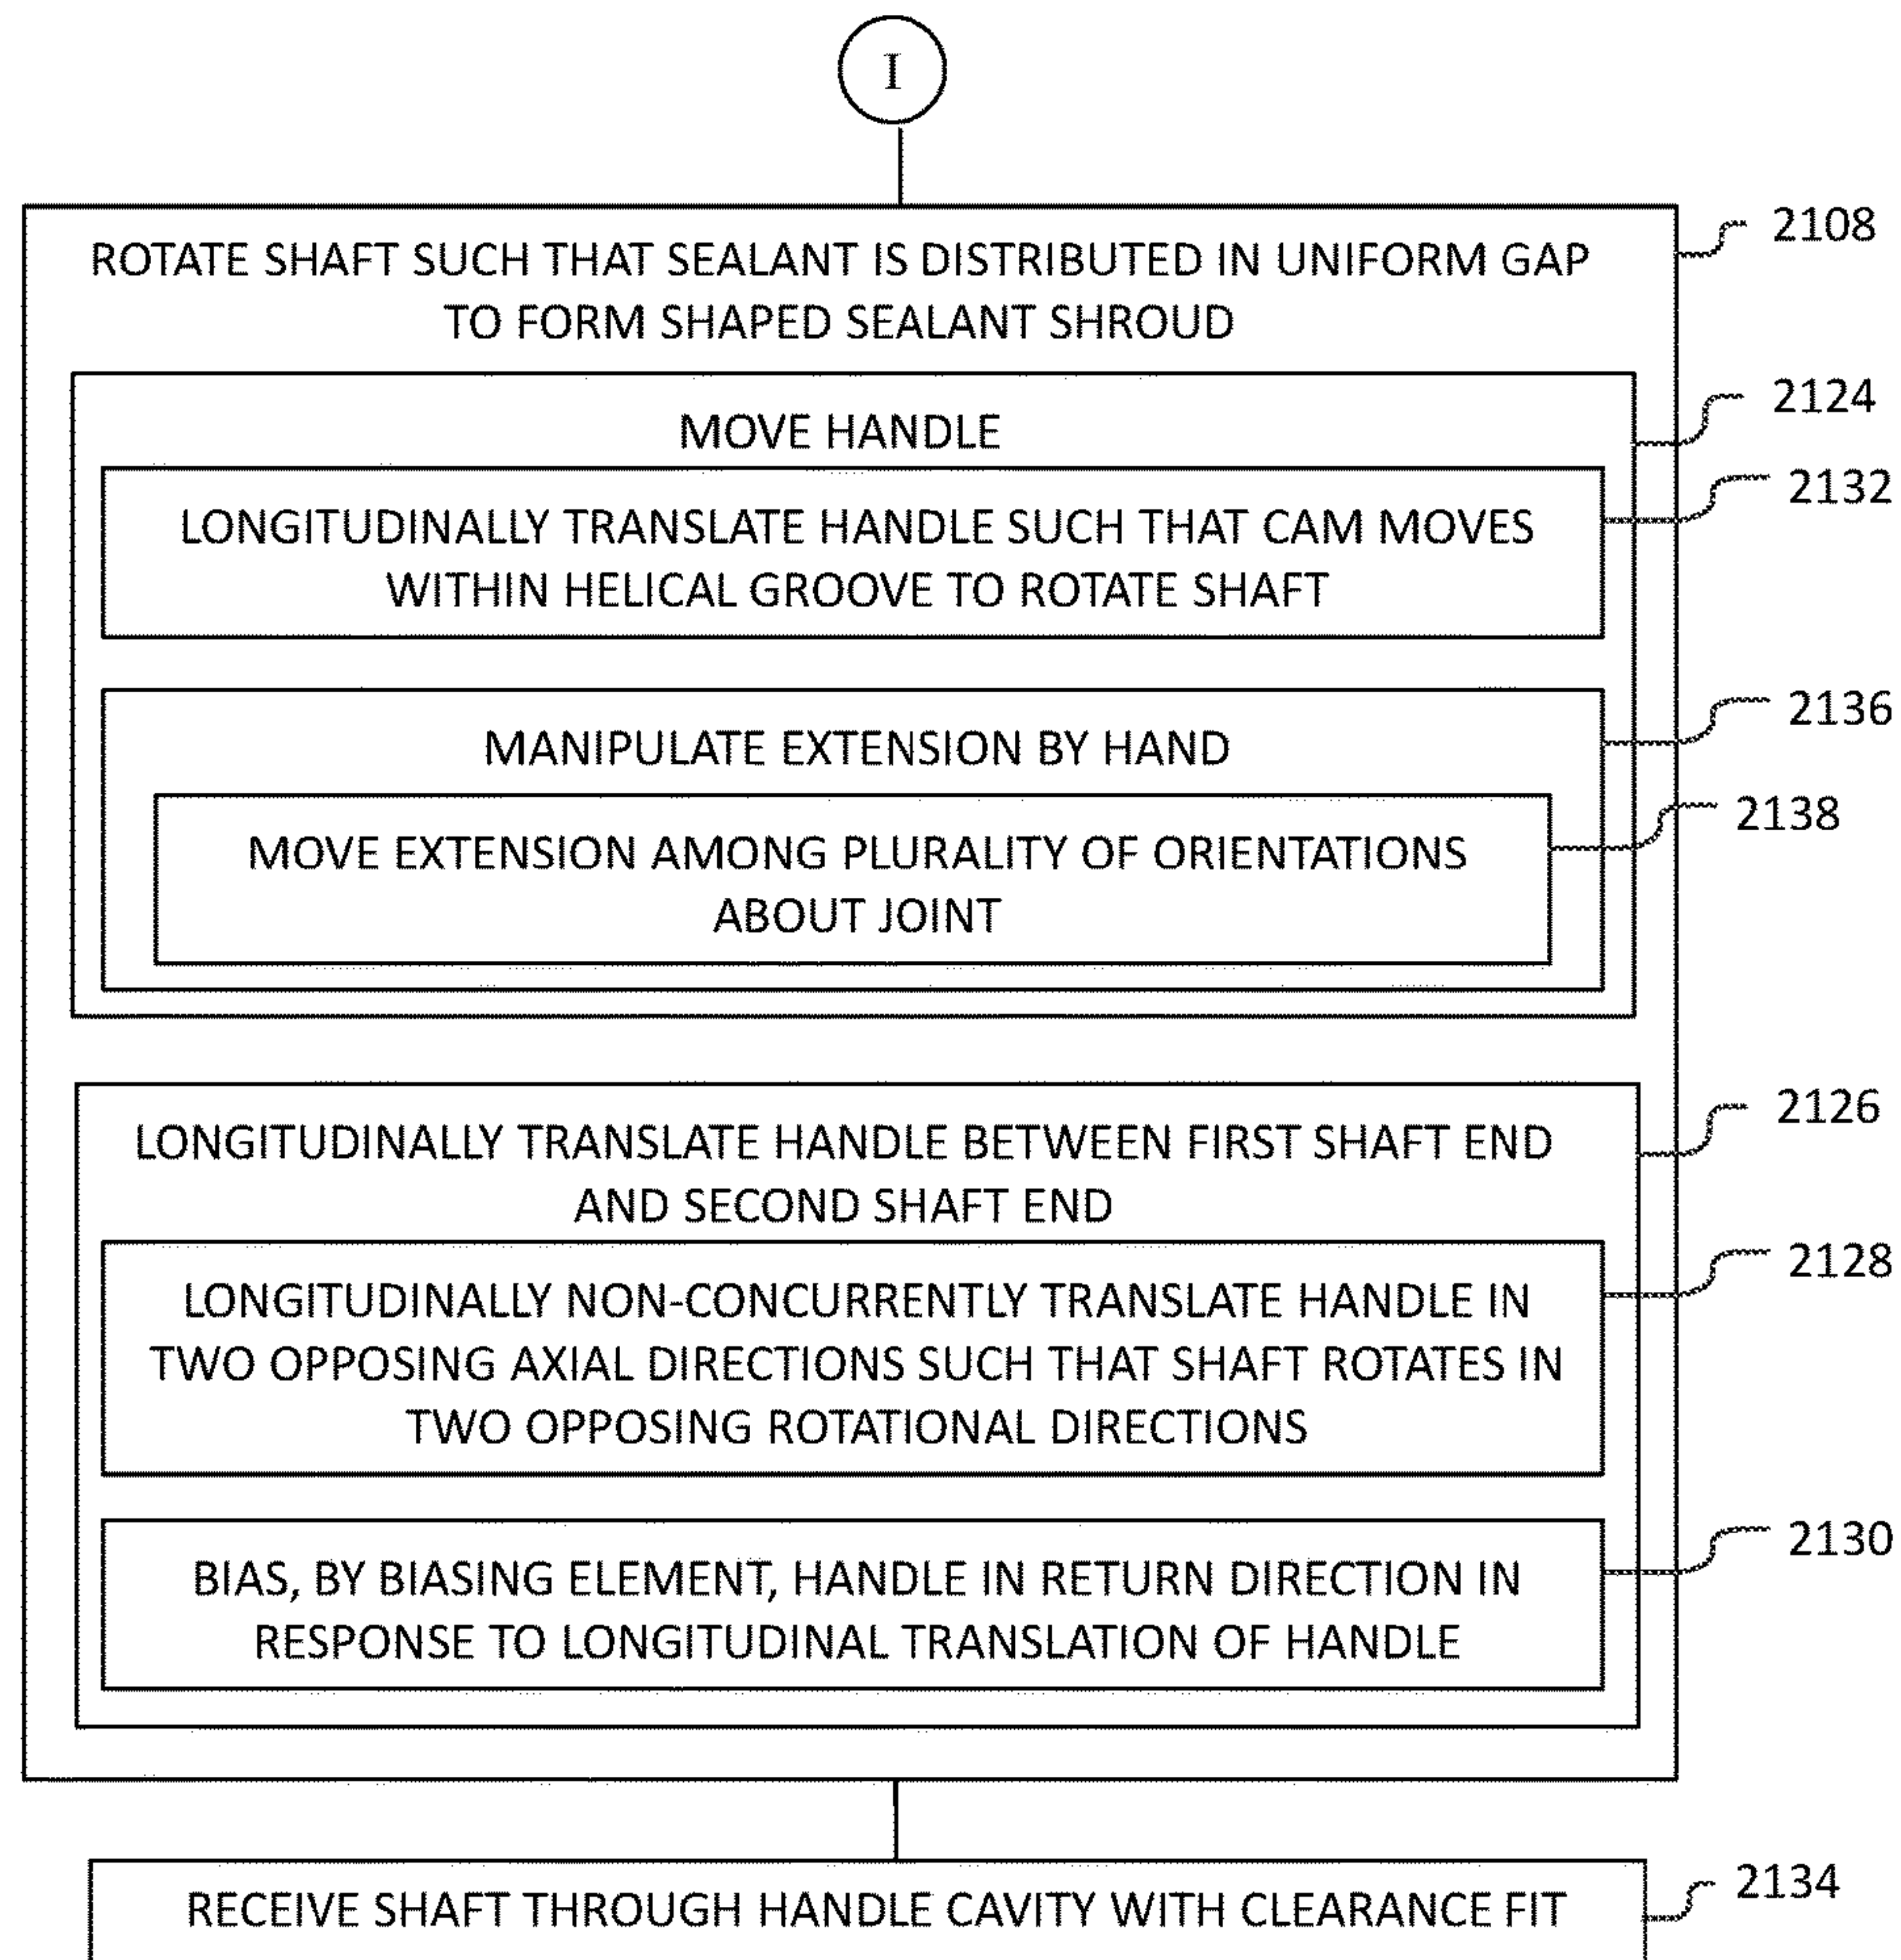 I
ROTATE SHAFT SUCH THAT SEALANT IS DISTRIBUTED IN UNIFORM GAP
TO FORM SHAPED SEALANT SHROUD
2108
MOVE HANDLE
2124
LONGITUDINALLY TRANSLATE HANDLE SUCH THAT CAM MOVES
WITHIN HELICAL GROOVE TO ROTATE SHAFT
2132
MANIPULATE EXTENSION BY HAND
2136
MOVE EXTENSION AMONG PLURALITY OF ORIENTATIONS
ABOUT JOINT
2138
LONGITUDINALLY TRANSLATE HANDLE BETWEEN FIRST SHAFT END
AND SECOND SHAFT END
2126
LONGITUDINALLY NON-CONCURRENTLY TRANSLATE HANDLE IN
TWO OPPOSING AXIAL DIRECTIONS SUCH THAT SHAFT ROTATES IN
TWO OPPOSING ROTATIONAL DIRECTIONS
2128
BIAS, BY BIASING ELEMENT, HANDLE IN RETURN DIRECTION IN
RESPONSE TO LONGITUDINAL TRANSLATION OF HANDLE
2130
RECEIVE SHAFT THROUGH HANDLE CAVITY WITH CLEARANCE FIT
2134